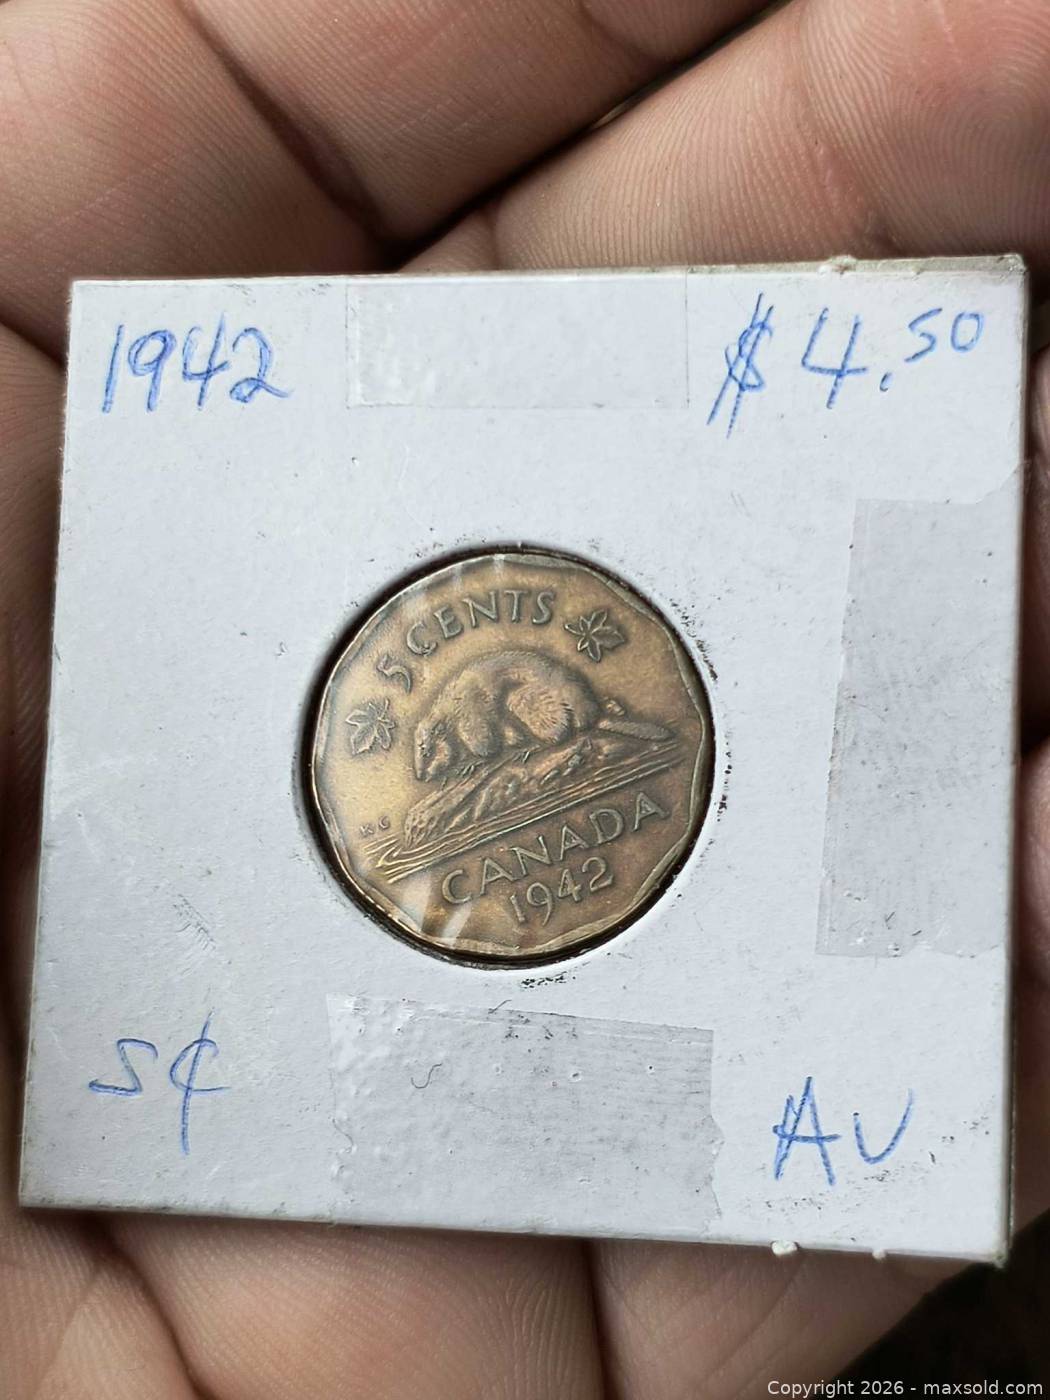 1942
$4.50
5 CENTS
KG
CANADA
1942
5¢
AU
Copyright 2026 - maxsold.com